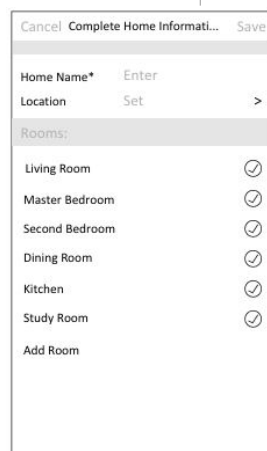 Cancel Complete Home Informati... Save
Home Name* Enter
Location Set >
Rooms:
Living Room
Master Bedroom
Second Bedroom
Dining Room
Kitchen
Study Room
Add Room